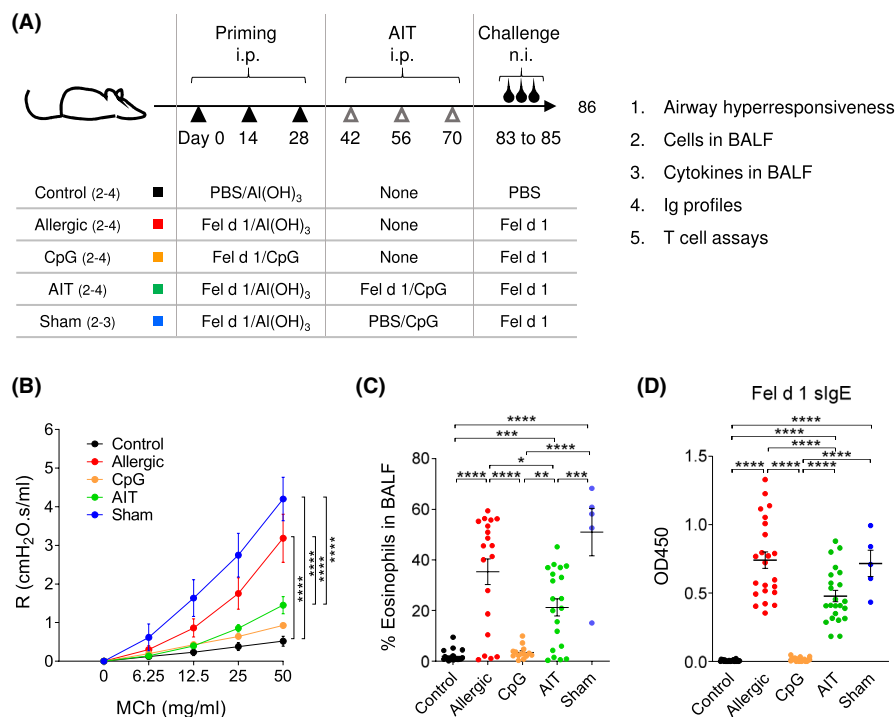 (A)
Priming
i.p.
AIT
i.p.
Challenge
n.i.
Day 0 14 28 42 56 70 83 to 85 86
1. Airway hyperresponsiveness
2. Cells in BALF
3. Cytokines in BALF
4. Ig profiles
5. T cell assays
Control (2-4) PBS/Al(OH)3 None PBS
Allergic (2-4) Fel d 1/Al(OH)3 None Fel d 1
CpG (2-4) Fel d 1/CpG None Fel d 1
AIT (2-4) Fel d 1/Al(OH)3 Fel d 1/CpG Fel d 1
Sham (2-3) Fel d 1/Al(OH)3 PBS/CpG Fel d 1
(B)
R (cmH2O.s/ml)
6
5
4
3
2
1
0
Control
Allergic
CpG
AIT
Sham
****
****
****
****
0 6.25 12.5 25 50
MCh (mg/ml)
(C)
% Eosinophils in BALF
80
60
40
20
0
****
***
****
*
**** **** ** ***
Control Allergic CpG AIT Sham
(D)
Fel d 1 sIgE
OD450
1.50
1.0
0.5
0.0
****
****
****
****
**** **** ****
Control Allergic CpG AIT Sham